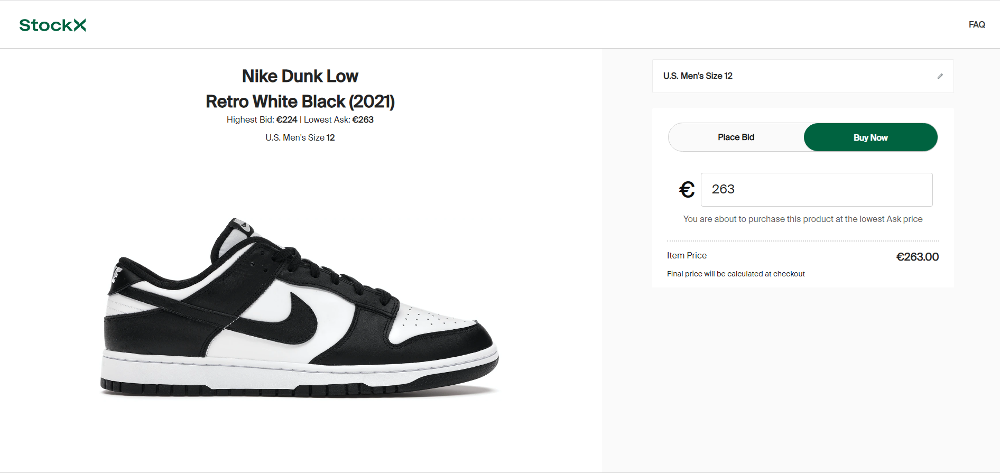 StockX
FAQ
Nike Dunk Low
Retro White Black (2021)
Highest Bid: €224 | Lowest Ask: €263
U.S. Men's Size 12
U.S. Men's Size 12
Place Bid
Buy Now
€ 263
You are about to purchase this product at the lowest Ask price
Item Price
€263.00
Final price will be calculated at checkout